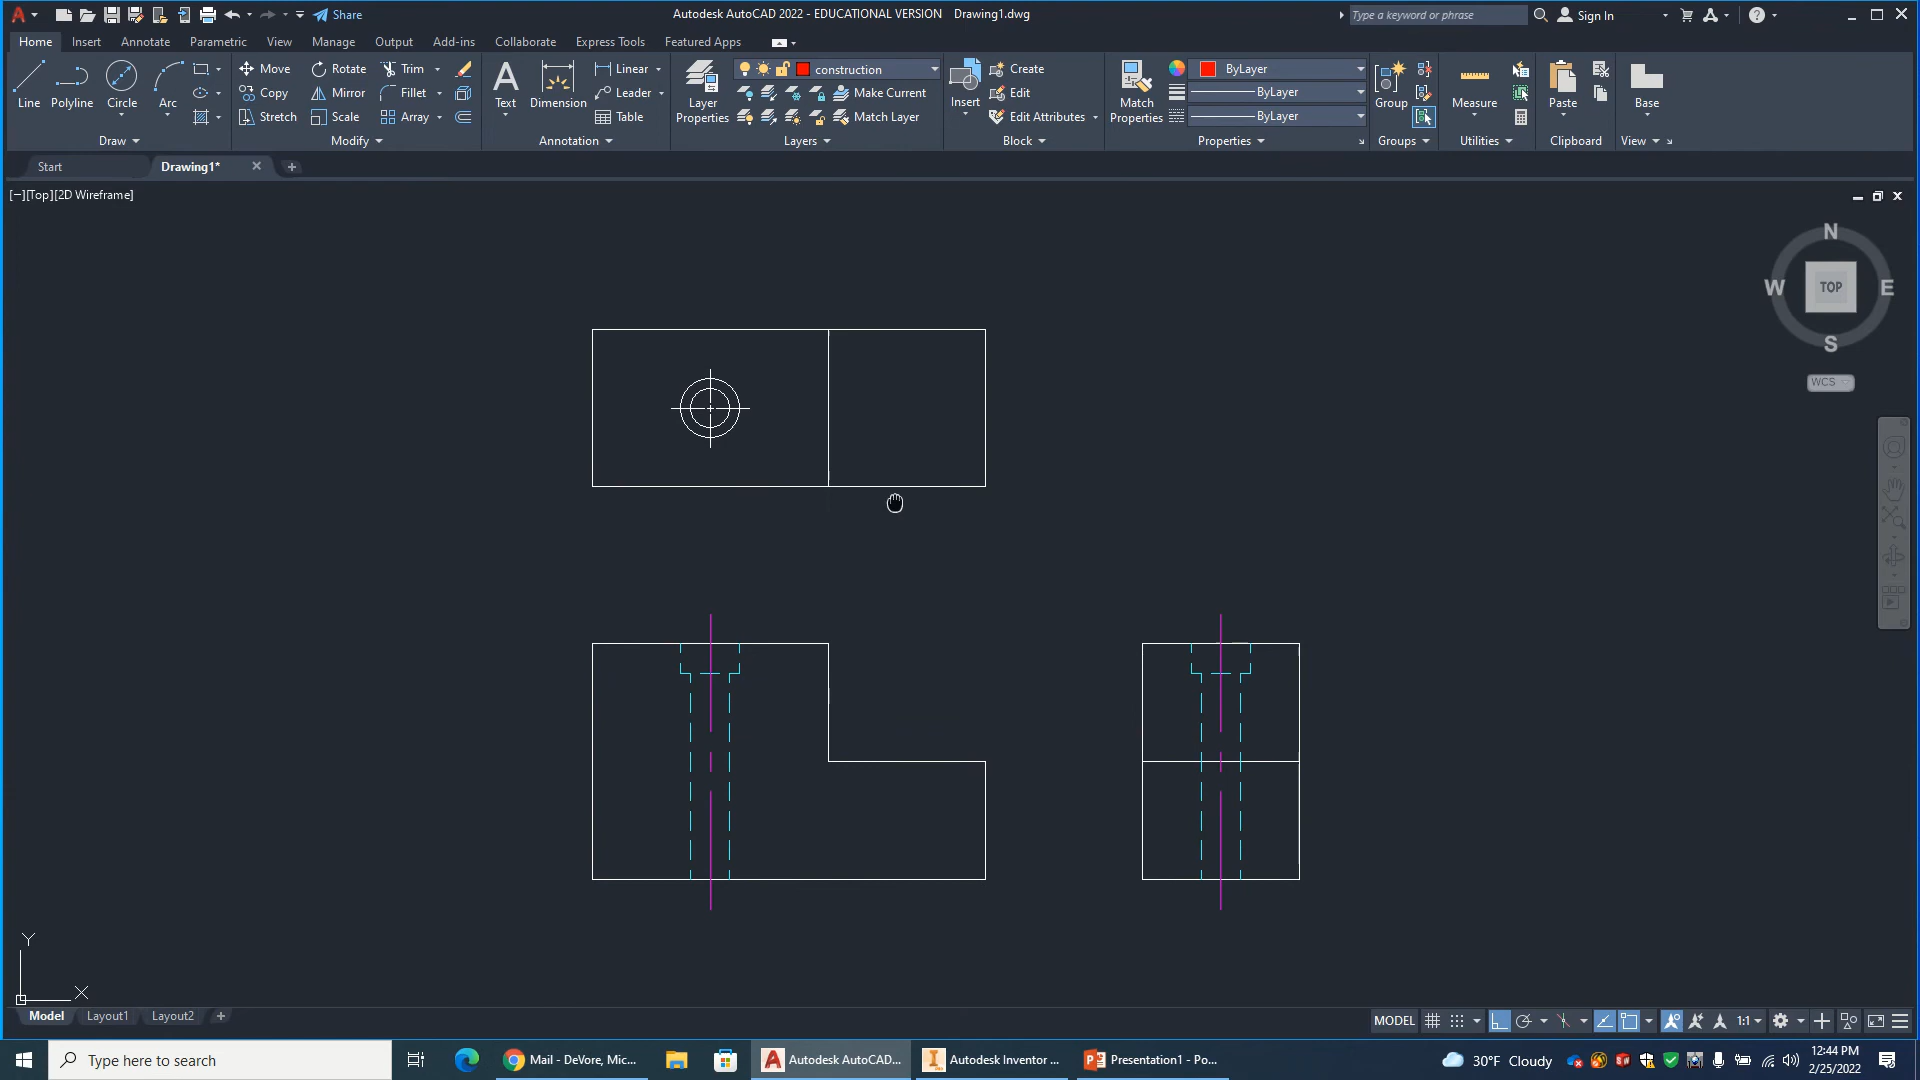 Share
Autodesk AutoCAD 2022 - EDUCATIONAL VERSION Drawing1.dwg
Type a keyword or phrase
Sign In
Home Insert Annotate Parametric View Manage Output Add-ins Collaborate Express Tools Featured Apps
Line Polyline Circle Arc
Move Rotate Trim
Copy Mirror Fillet
Stretch Scale Array
Text Dimension
Linear
Leader
Table
Layer Properties
construction
Make Current
Match Layer
Insert
Create
Edit
Edit Attributes
Match Properties
ByLayer
ByLayer
ByLayer
Group
Measure
Paste
Base
Draw Modify Annotation Layers Block Properties Groups Utilities Clipboard View
Start Drawing1*
[−][Top][2D Wireframe]
N
W TOP E
S
WCS
Y
X
Model Layout1 Layout2
MODEL 1:1
Type here to search
Mail - DeVore, Mic...
Autodesk AutoCAD...
Autodesk Inventor ...
Presentation1 - Po...
30°F Cloudy
12:44 PM
2/25/2022